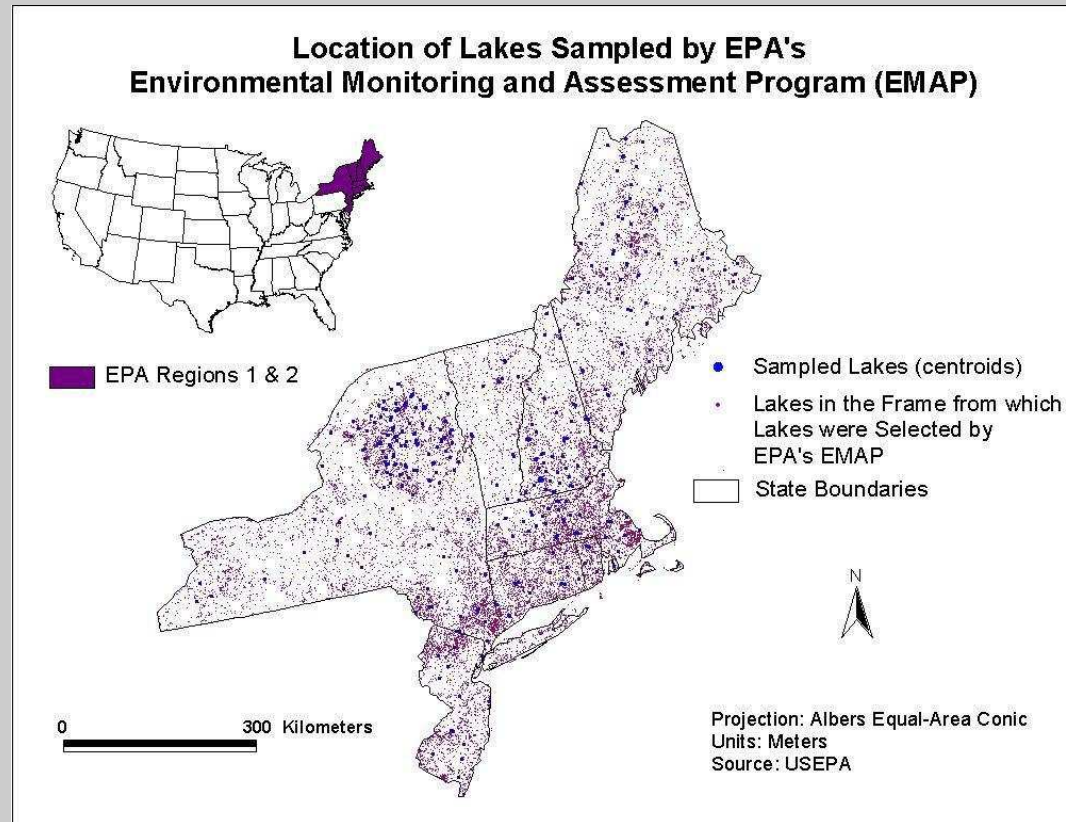 Location of Lakes Sampled by EPA's
Environmental Monitoring and Assessment Program (EMAP)
EPA Regions 1 & 2
Sampled Lakes (centroids)
Lakes in the Frame from which
Lakes were Selected by
EPA's EMAP
State Boundaries
N
0 300 Kilometers
Projection: Albers Equal-Area Conic
Units: Meters
Source: USEPA